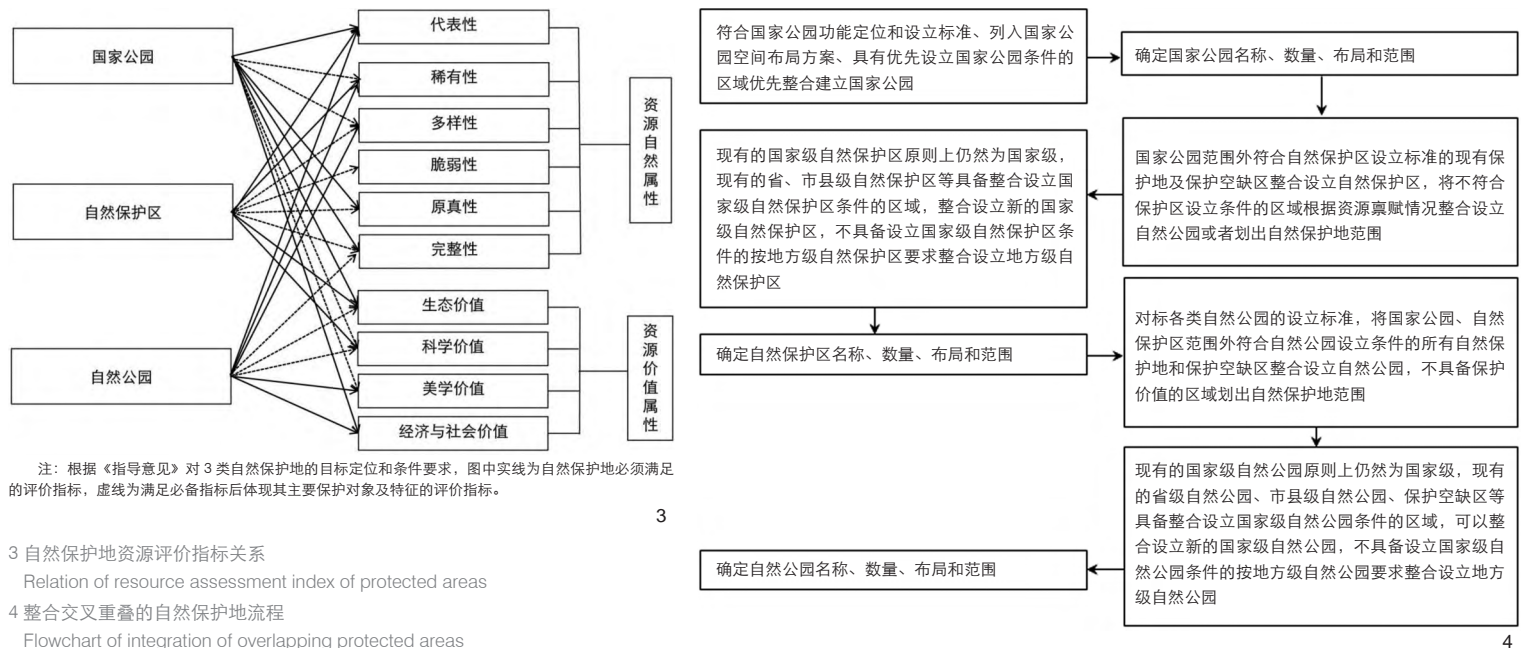 国家公园
自然保护区
自然公园
代表性
稀有性
多样性
脆弱性
原真性
完整性
生态价值
科学价值
美学价值
经济与社会价值
资源自然属性
资源价值属性
注：根据《指导意见》对 3 类自然保护地的目标定位和条件要求，图中实线为自然保护地必须满足
的评价指标，虚线为满足必备指标后体现其主要保护对象及特征的评价指标。
3
3 自然保护地资源评价指标关系
Relation of resource assessment index of protected areas
4 整合交叉重叠的自然保护地流程
Flowchart of integration of overlapping protected areas
符合国家公园功能定位和设立标准、列入国家公
园空间布局方案、具有优先设立国家公园条件的
区域优先整合建立国家公园
确定国家公园名称、数量、布局和范围
国家公园范围外符合自然保护区设立标准的现有保
护地及保护空缺区整合设立自然保护区，将不符合
保护区设立条件的区域根据资源禀赋情况整合设立
自然公园或者划出自然保护地范围
现有的国家级自然保护区原则上仍然为国家级，
现有的省、市县级自然保护区等具备整合设立国
家级自然保护区条件的区域，整合设立新的国家
级自然保护区，不具备设立国家级自然保护区条
件的按地方级自然保护区要求整合设立地方级自
然保护区
确定自然保护区名称、数量、布局和范围
对标各类自然公园的设立标准，将国家公园、自然
保护区范围外符合自然公园设立条件的所有自然保
护地和保护空缺区整合设立自然公园，不具备保护
价值的区域划出自然保护地范围
现有的国家级自然公园原则上仍然为国家级，现有
的省级自然公园、市县级自然公园、保护空缺区等
具备整合设立国家级自然公园条件的区域，可以整
合设立新的国家级自然公园，不具备设立国家级自
然公园条件的按地方级自然公园要求整合设立地方
级自然公园
确定自然公园名称、数量、布局和范围
4